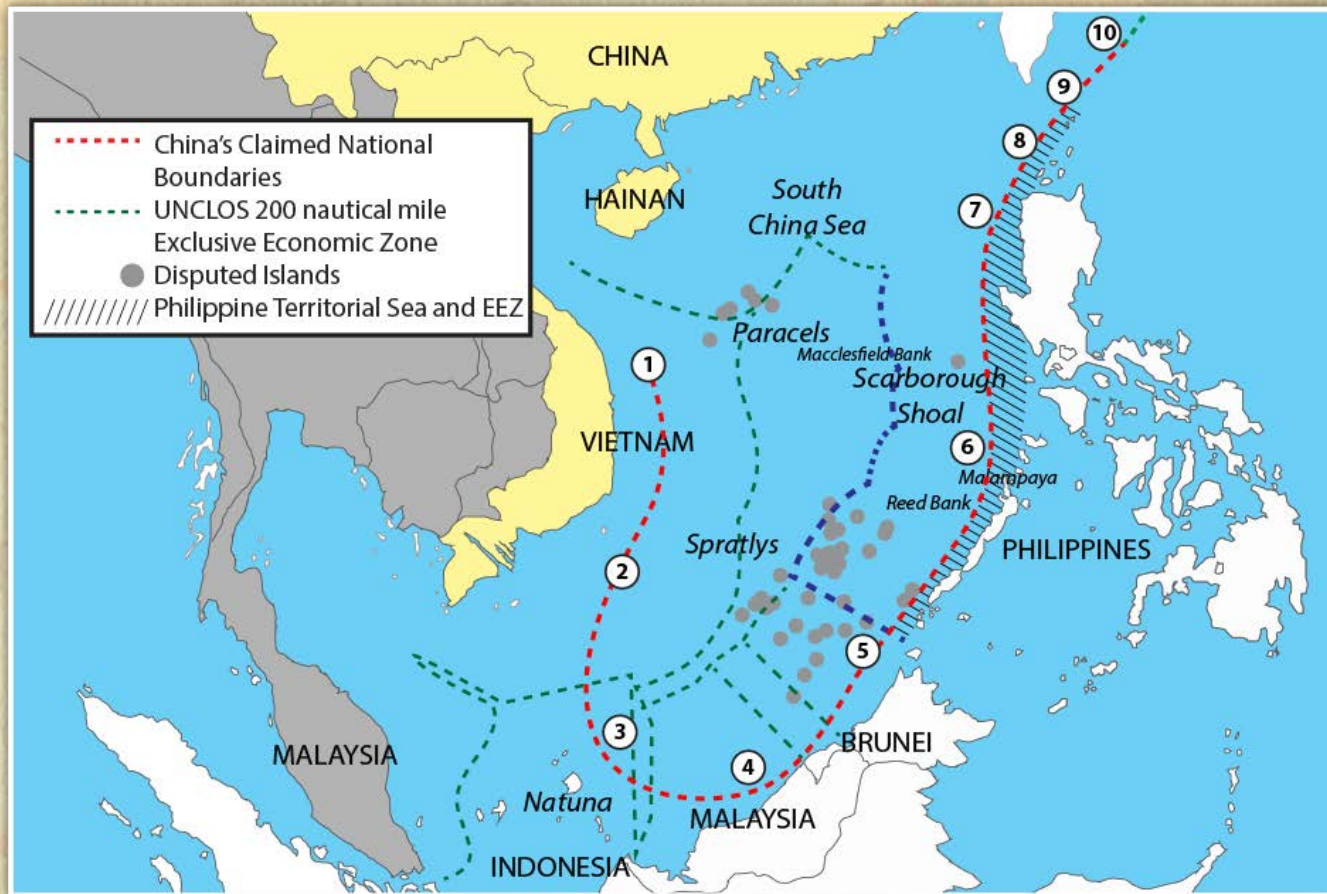 10
CHINA
9
China's Claimed National
Boundaries
UNCLOS 200 nautical mile
Exclusive Economic Zone
Disputed Islands
Philippine Territorial Sea and EEZ
8
HAINAN
South
China Sea
7
Paracels
Macclesfield Bank
1
Scarborough
Shoal
VIETNAM
6
Malampaya
Reed Bank
Spratlys
PHILIPPINES
2
5
3
BRUNEI
MALAYSIA
4
Natuna
MALAYSIA
INDONESIA